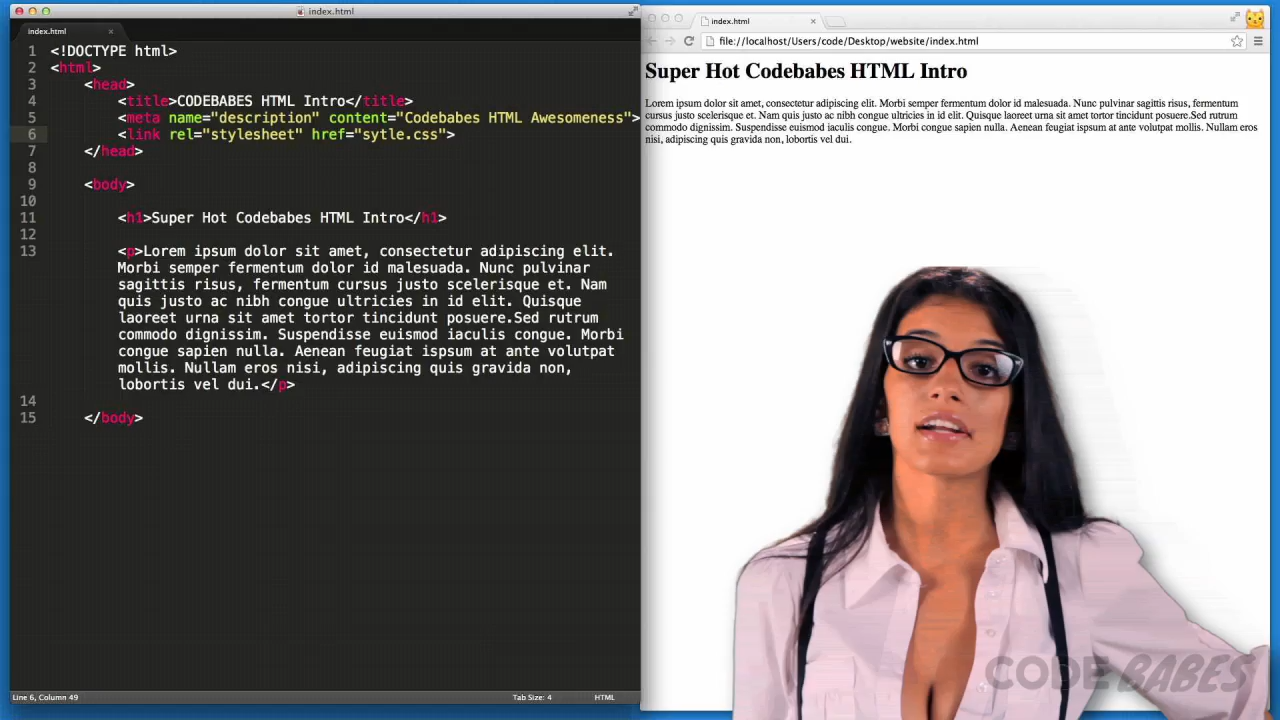 index.html
index.html
1 <!DOCTYPE html>
2 <html>
3 <head>
4 <title>CODEBABES HTML Intro</title>
5 <meta name="description" content="Codebabes HTML Awesomeness">
6 <link rel="stylesheet" href="sytle.css">
7 </head>
8
9 <body>
10
11 <h1>Super Hot Codebabes HTML Intro</h1>
12
13 <p>Lorem ipsum dolor sit amet, consectetur adipiscing elit.
Morbi semper fermentum dolor id malesuada. Nunc pulvinar
sagittis risus, fermentum cursus justo scelerisque et. Nam
quis justo ac nibh congue ultricies in id elit. Quisque
laoreet urna sit amet tortor tincidunt posuere.Sed rutrum
commodo dignissim. Suspendisse euismod iaculis congue. Morbi
congue sapien nulla. Aenean feugiat ispsum at ante volutpat
mollis. Nullam eros nisi, adipiscing quis gravida non,
lobortis vel dui.</p>
14
15 </body>
Line 6, Column 49
Tab Size: 4
HTML
index.html
file://localhost/Users/code/Desktop/website/index.html
Super Hot Codebabes HTML Intro
Lorem ipsum dolor sit amet, consectetur adipiscing elit. Morbi semper fermentum dolor id malesuada. Nunc pulvinar sagittis risus, fermentum
cursus justo scelerisque et. Nam quis justo ac nibh congue ultricies in id elit. Quisque laoreet urna sit amet tortor tincidunt posuere.Sed rutrum
commodo dignissim. Suspendisse euismod iaculis congue. Morbi congue sapien nulla. Aenean feugiat ispsum at ante volutpat mollis. Nullam eros
nisi, adipiscing quis gravida non, lobortis vel dui.
CODE BABES